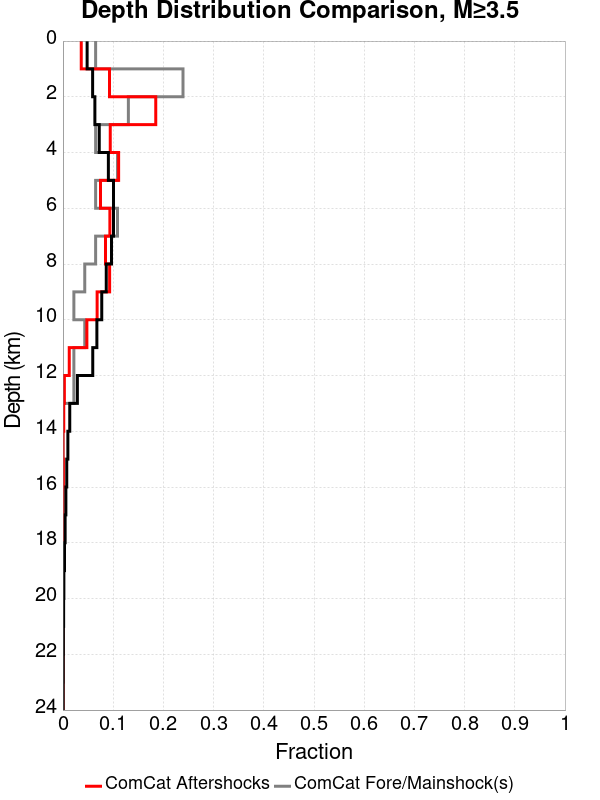 Depth Distribution Comparison, M≥3.5
0
2
4
6
8
10
12
14
16
18
20
22
24
Depth (km)
0 0.1 0.2 0.3 0.4 0.5 0.6 0.7 0.8 0.9 1
Fraction
ComCat Aftershocks ComCat Fore/Mainshock(s)